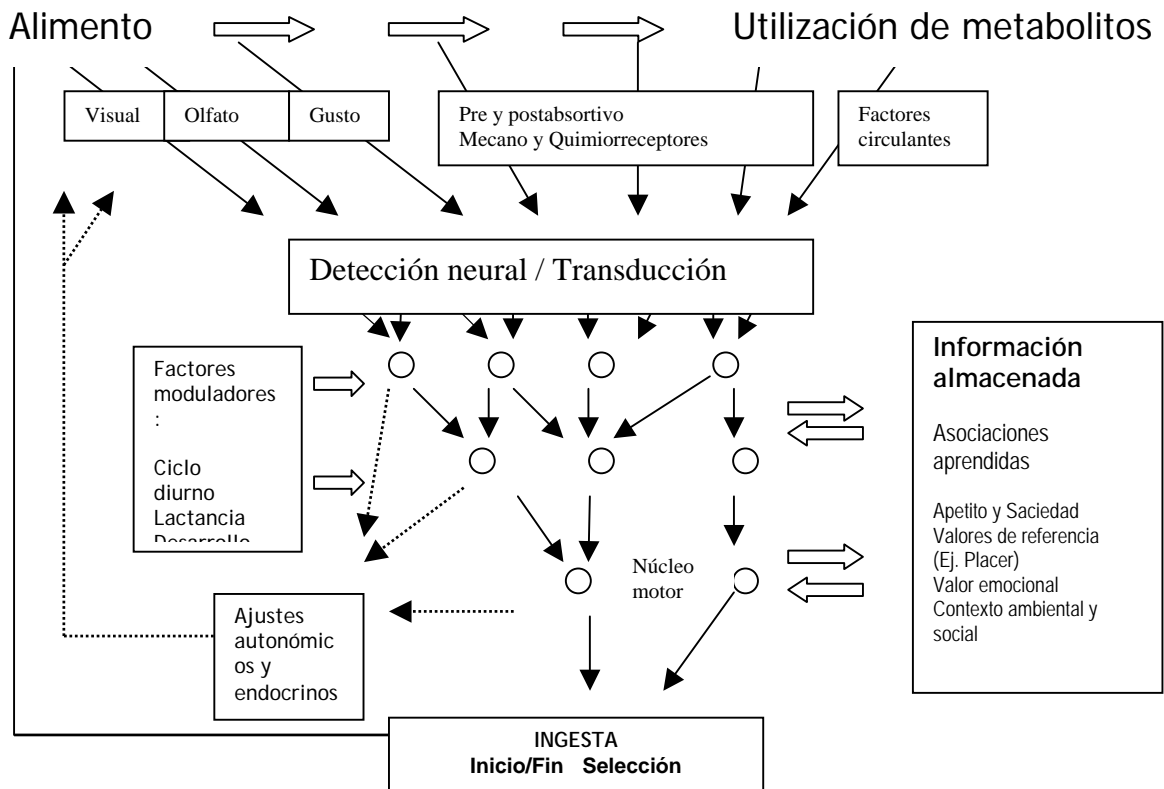 Alimento
Utilización de metabolitos
Visual
Olfato
Gusto
Pre y postabsortivo
Mecano y Quimiorreceptores
Factores
circulantes
Detección neural / Transducción
Factores
moduladores
:
Ciclo
diurno
Lactancia
Desarrollo
Información
almacenada
Asociaciones
aprendidas
Apetito y Saciedad
Valores de referencia
(Ej. Placer)
Valor emocional
Contexto ambiental y
social
Núcleo
motor
Ajustes
autonómic
os y
endocrinos
INGESTA
Inicio/Fin Selección